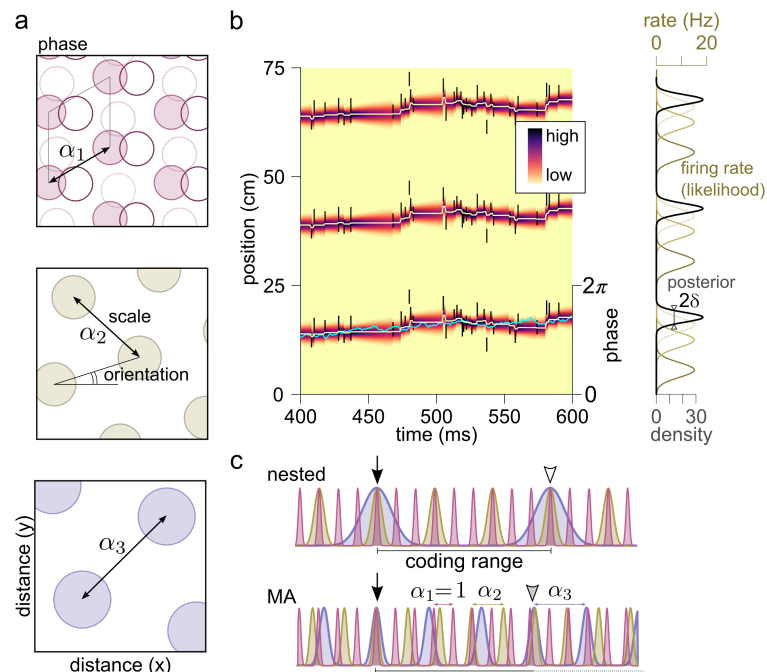 a
phase
α1
scale
α2
orientation
α3
distance (y)
distance (x)
b
75
50
25
0
position (cm)
400
450
500
550
600
time (ms)
high
low
2π
0
phase
rate (Hz)
0 20
firing rate
(likelihood)
posterior
2δ
0 30
density
c
nested
coding range
MA
α1=1 α2 α3